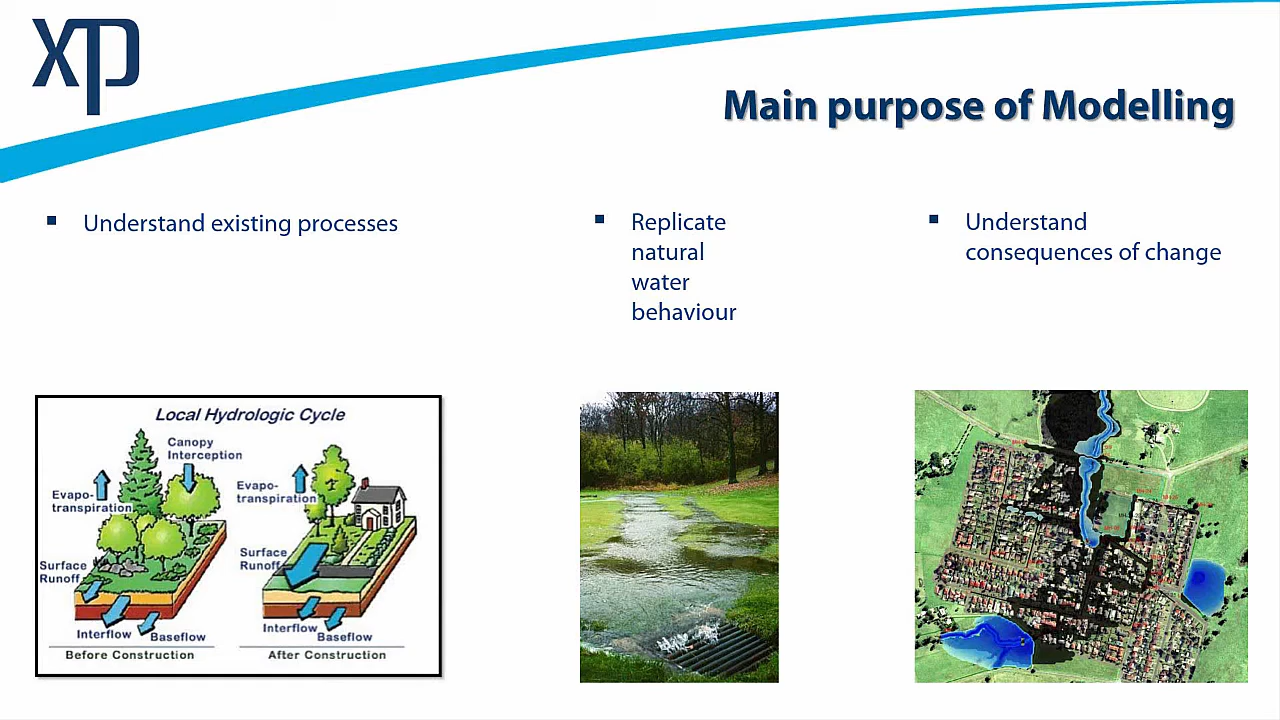 xp
Main purpose of Modelling
Understand existing processes
Replicate
natural
water
behaviour
Understand
consequences of change
Local Hydrologic Cycle
Canopy
Interception
Evapo-
transpiration
Surface
Runoff
Interflow
Baseflow
Before Construction
Evapo-
transpiration
Surface
Runoff
Interflow
Baseflow
After Construction